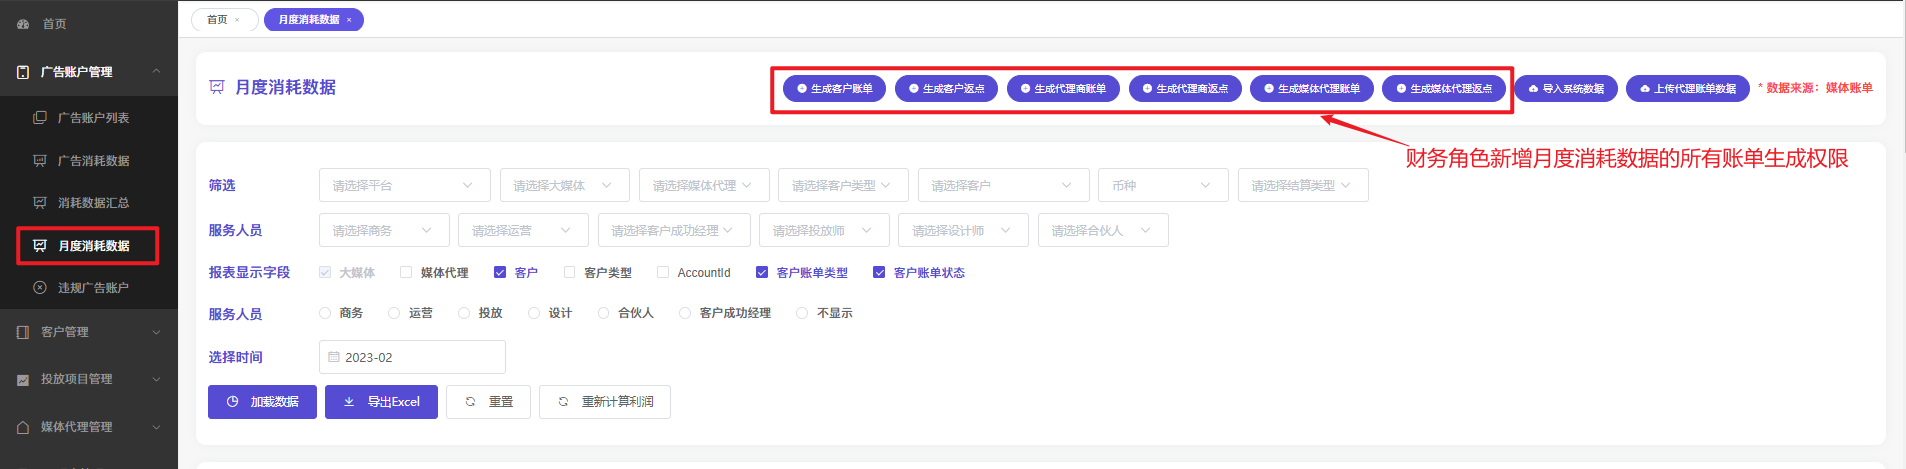 首页
广告账户管理
广告账户列表
广告消耗数据
消耗数据汇总
月度消耗数据
违规广告账户
客户管理
投放项目管理
媒体代理管理
首页 ×
月度消耗数据 ×
月度消耗数据
生成客户账单 生成客户返点 生成代理商账单 生成代理商返点 生成媒体代理账单 生成媒体代理返点 导入系统数据 上传代理账单数据 * 数据来源：媒体账单
财务角色新增月度消耗数据的所有账单生成权限
筛选 请选择平台 请选择大媒体 请选择媒体代理 请选择客户类型 请选择客户 币种 请选择结算类型
服务人员 请选择商务 请选择运营 请选择客户成功经理 请选择投放师 请选择设计师 请选择合伙人
报表显示字段 大媒体 媒体代理 客户 客户类型 AccountId 客户账单类型 客户账单状态
服务人员 商务 运营 投放 设计 合伙人 客户成功经理 不显示
选择时间 2023-02
加载数据 导出Excel 重置 重新计算利润